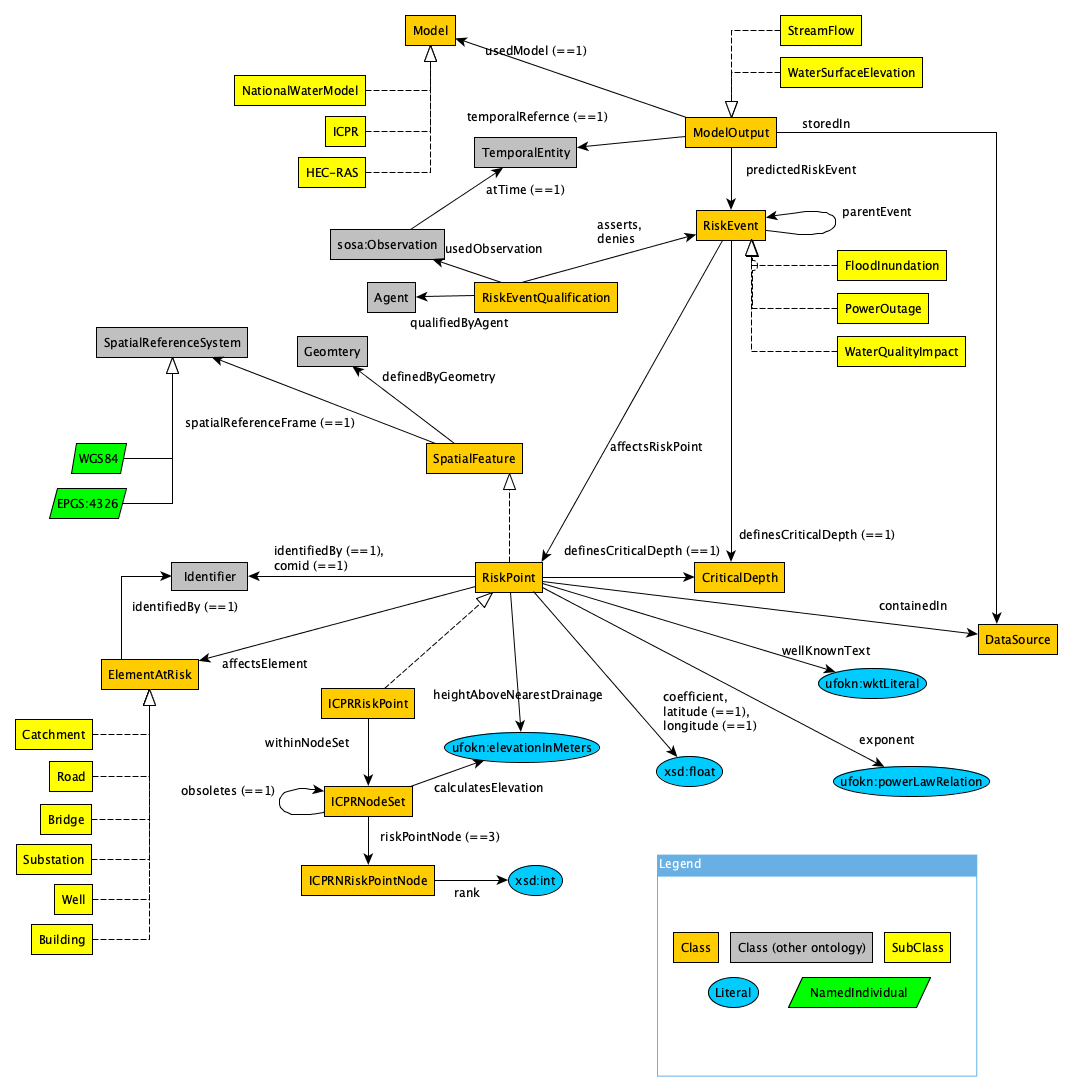 Model
StreamFlow
usedModel (==1)
WaterSurfaceElevation
NationalWaterModel
temporalRefernce (==1)
storedIn
ICPR
ModelOutput
TemporalEntity
HEC-RAS
predictedRiskEvent
atTime (==1)
parentEvent
asserts,
denies
RiskEvent
sosa:Observation
usedObservation
FloodInundation
Agent
RiskEventQualification
PowerOutage
qualifiedByAgent
SpatialReferenceSystem
Geomtery
WaterQualityImpact
definedByGeometry
spatialReferenceFrame (==1)
affectsRiskPoint
WGS84
SpatialFeature
EPGS:4326
definesCriticalDepth (==1)
identifiedBy (==1),
comid (==1)
definesCriticalDepth (==1)
Identifier
RiskPoint
CriticalDepth
identifiedBy (==1)
containedIn
DataSource
wellKnownText
affectsElement
ElementAtRisk
ufokn:wktLiteral
ICPRRiskPoint
heightAboveNearestDrainage
coefficient,
latitude (==1),
longitude (==1)
Catchment
withinNodeSet
ufokn:elevationInMeters
exponent
Road
xsd:float
ufokn:powerLawRelation
obsoletes (==1)
calculatesElevation
ICPRNodeSet
Bridge
riskPointNode (==3)
Substation
ICPRNRiskPointNode
xsd:int
rank
Well
Building
Legend
Class
Class (other ontology)
SubClass
Literal
NamedIndividual